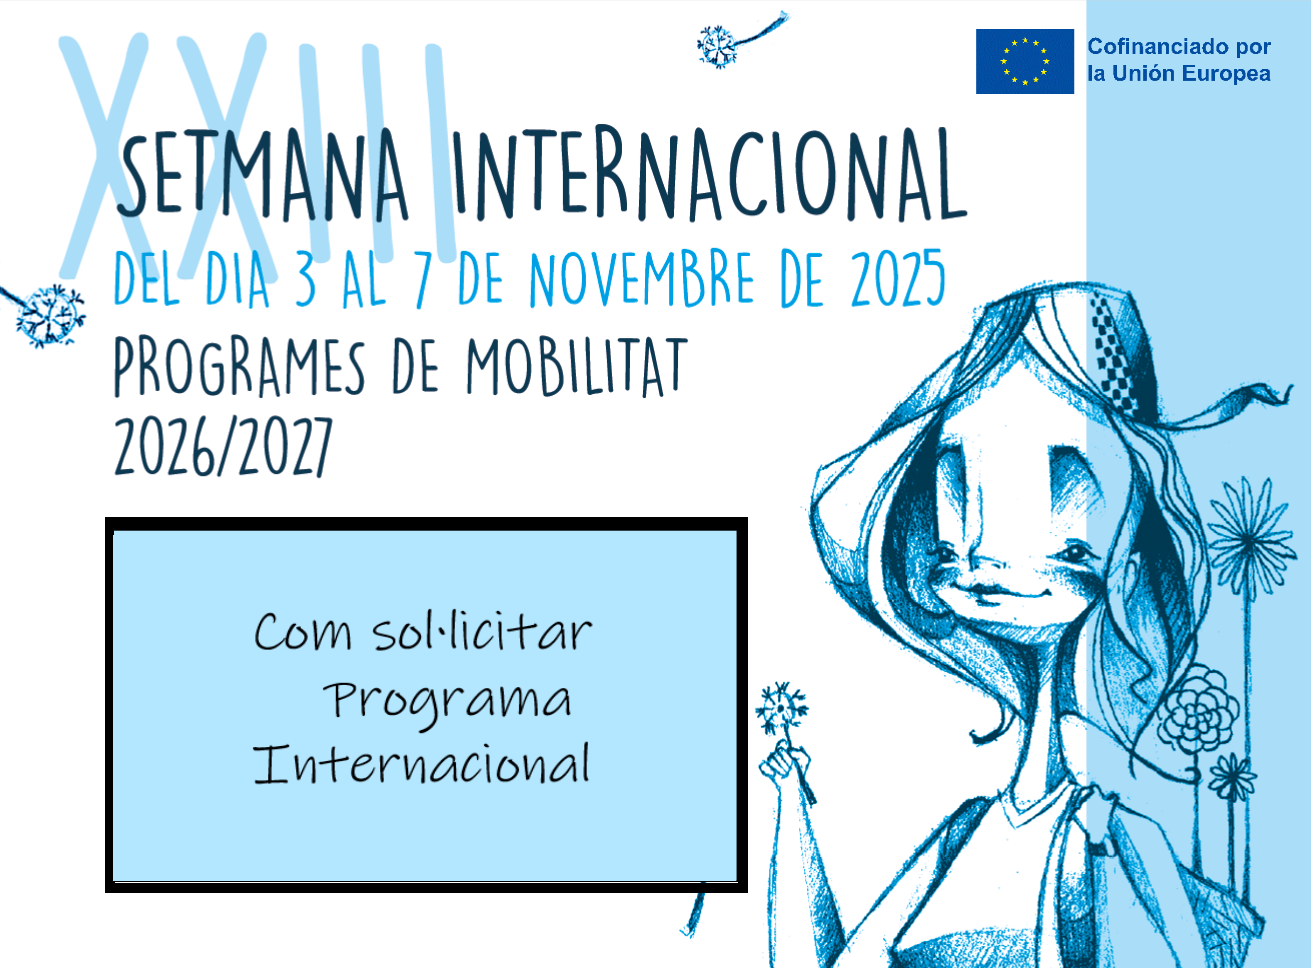 XXIII
SETMANA INTERNACIONAL
DEL DIA 3 AL 7 DE NOVEMBRE DE 2025
PROGRAMES DE MOBILITAT
2026/2027
Cofinanciado por
la Unión Europea
Com sol·licitar
Programa
Internacional